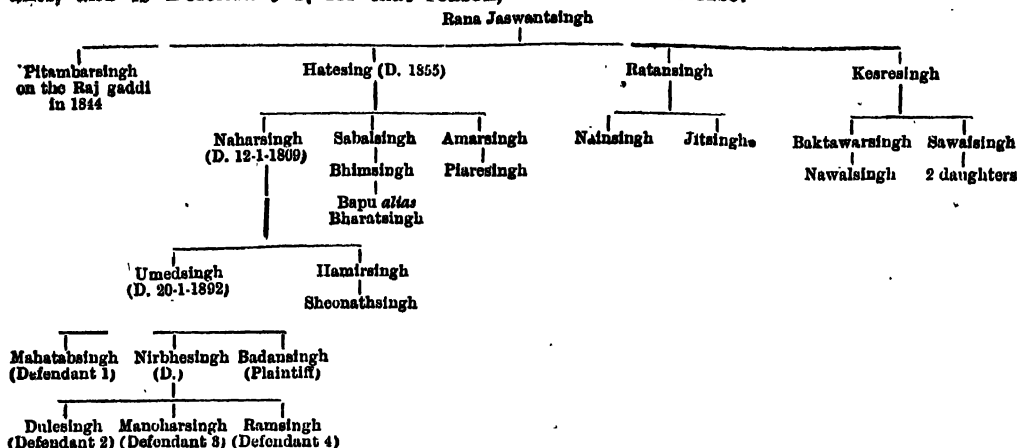 Rana Jaswantsingh
Pitambarsingh
on the Raj gaddi
in 1844
Hatesing (D. 1855)
Ratansingh
Kesresingh
Naharsingh
(D. 12-1-1869)
Sabalsingh
Amarsingh
Nainsingh
Jitsingh.
Baktawarsingh
Sawaisingh
Bhimsingh
Piaresingh
Nawalsingh
2 daughters
Bapu alias
Bharatsingh
Umedsingh
(D. 20-1-1892)
Hamirsingh
Sheonathsingh
Mahatabsingh
(Defendant 1)
Nirbhesingh
(D.)
Badansingh
(Plaintiff)
Dulesingh
(Defendant 2)
Manoharsingh
(Defendant 3)
Ramsingh
(Defendant 4)